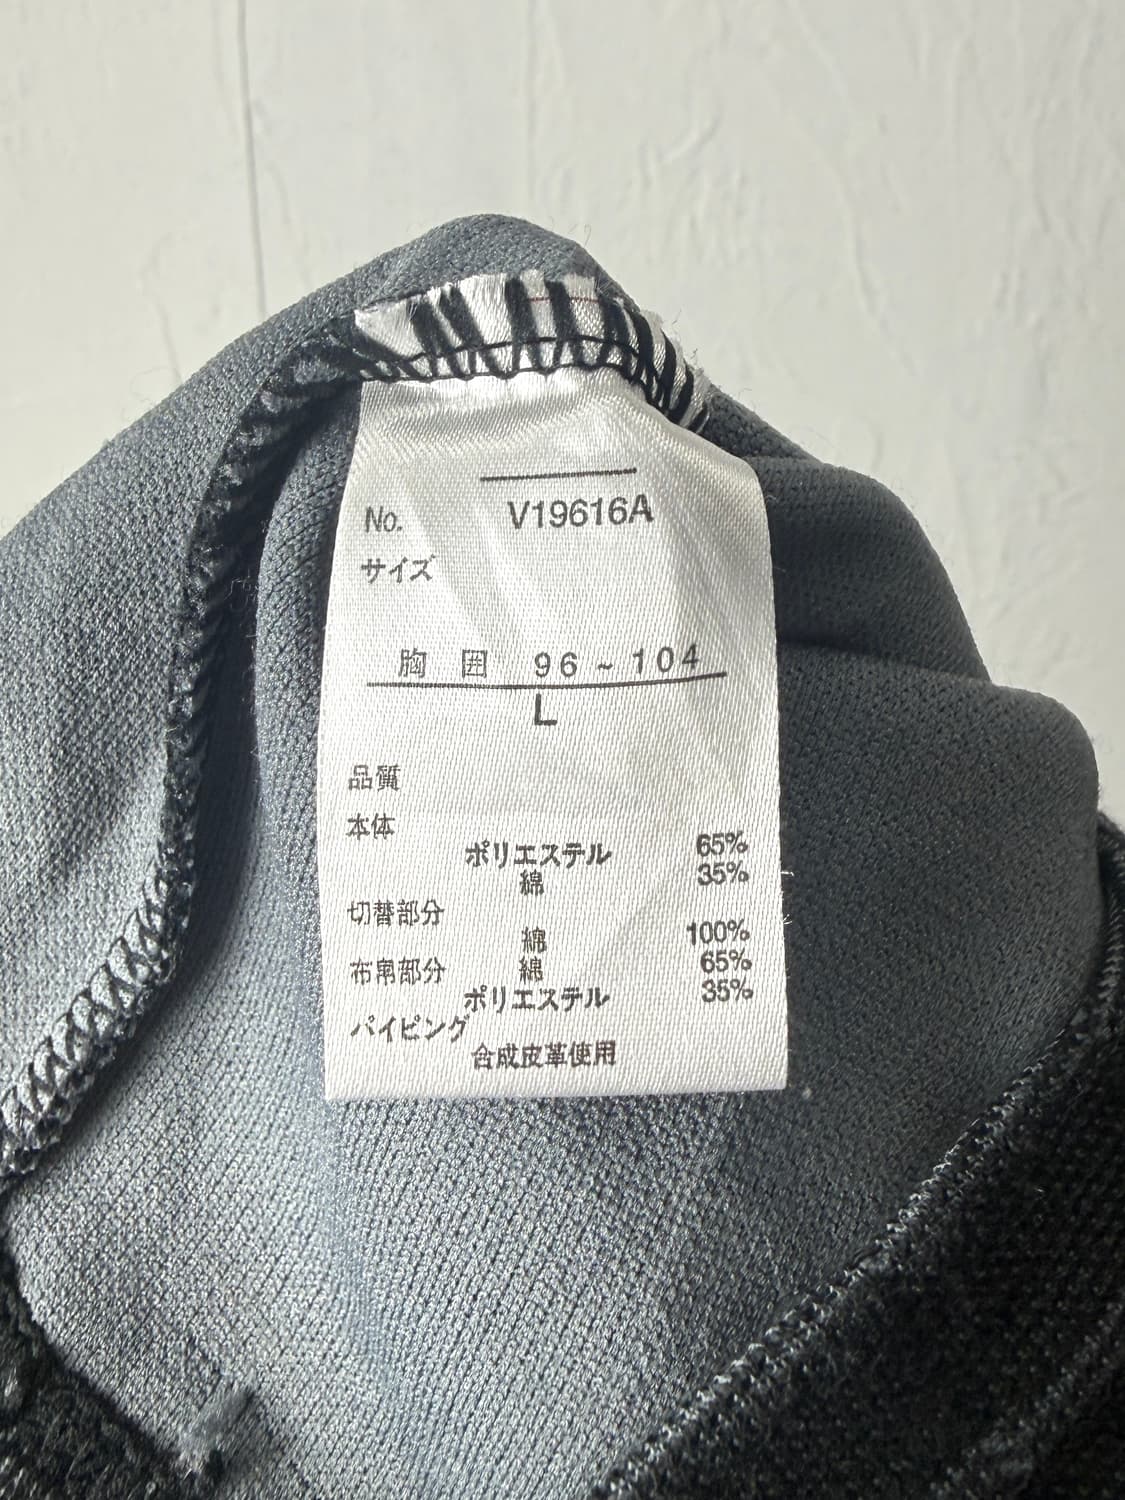 No. V19616A
サイズ
胸 囲 96 ~ 104
L
品質
本体
ポリエステル 65%
綿 35%
切替部分
綿 100%
布帛部分 綿 65%
ポリエステル 35%
パイピング
合成皮革使用